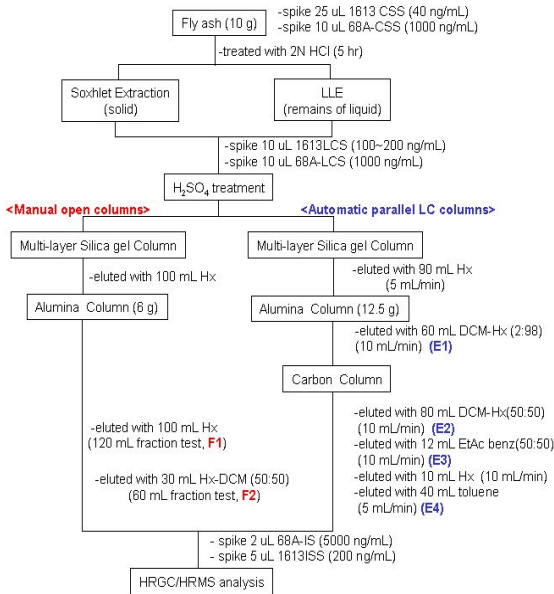 Fly ash (10 g)
-spike 25 uL 1613 CSS (40 ng/mL)
-spike 10 uL 68A-CSS (1000 ng/mL)
-treated with 2N HCl (5 hr)
Soxhlet Extraction
(solid)
LLE
(remains of liquid)
-spike 10 uL 1613LCS (100~200 ng/mL)
-spike 10 uL 68A-LCS (1000 ng/mL)
H2SO4 treatment
<Manual open columns>
<Automatic parallel LC columns>
Multi-layer Silica gel Column
Multi-layer Silica gel Column
-eluted with 100 mL Hx
-eluted with 90 mL Hx
(5 mL/min)
Alumina Column (6 g)
Alumina Column (12.5 g)
-eluted with 60 mL DCM-Hx (2:98)
(10 mL/min) (E1)
Carbon Column
-eluted with 100 mL Hx
(120 mL fraction test, F1)
-eluted with 30 mL Hx-DCM (50:50)
(60 mL fraction test, F2)
-eluted with 80 mL DCM-Hx(50:50)
(10 mL/min) (E2)
-eluted with 12 mL EtAc benz(50:50)
(10 mL/min) (E3)
-eluted with 10 mL Hx (10 mL/min)
-eluted with 40 mL toluene
(5 mL/min) (E4)
- spike 2 uL 68A-IS (5000 ng/mL)
- spike 5 uL 1613ISS (200 ng/mL)
HRGC/HRMS analysis